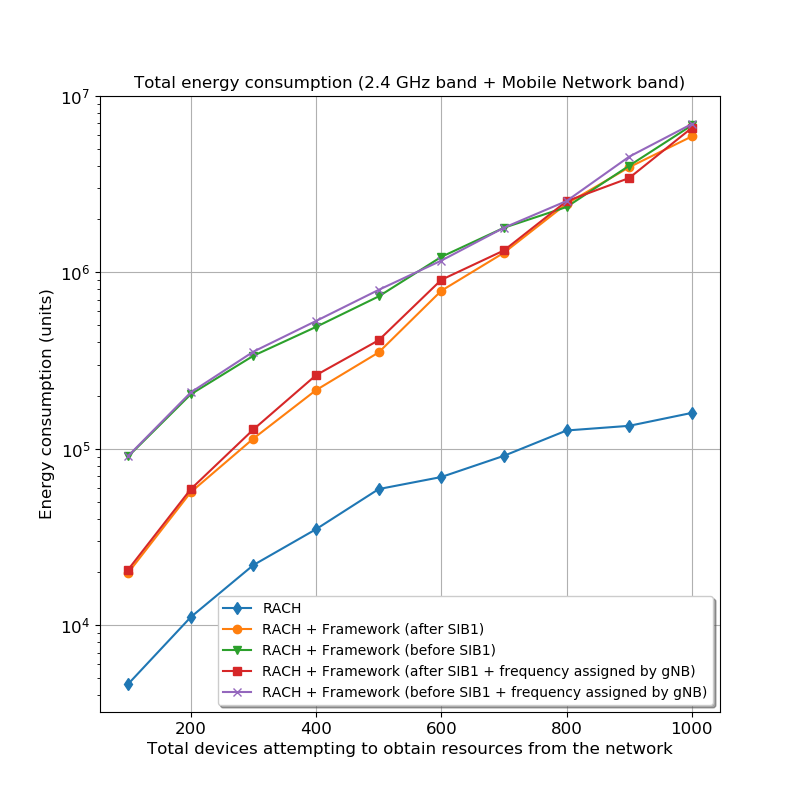 Total energy consumption (2.4 GHz band + Mobile Network band)
10^7
10^6
10^5
10^4
Energy consumption (units)
RACH
RACH + Framework (after SIB1)
RACH + Framework (before SIB1)
RACH + Framework (after SIB1 + frequency assigned by gNB)
RACH + Framework (before SIB1 + frequency assigned by gNB)
200 400 600 800 1000
Total devices attempting to obtain resources from the network